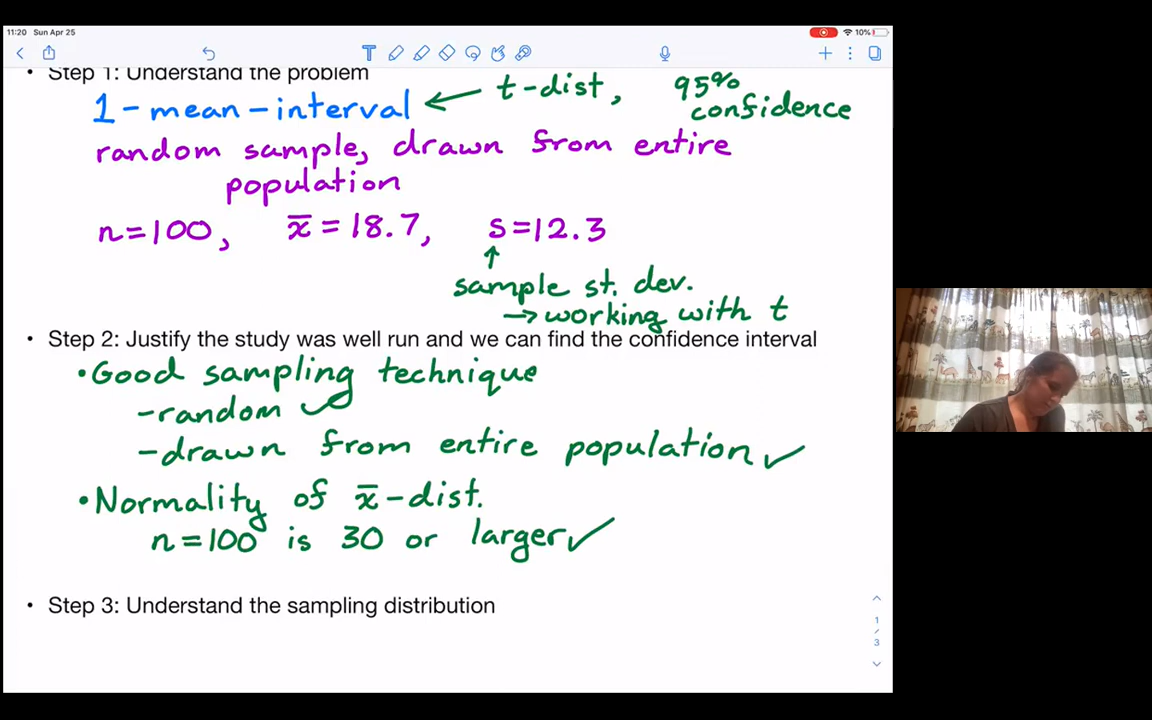 11:20 Sun Apr 25
10%
T
• Step 1: Understand the problem
1-mean-interval ← t-dist, 95% confidence
random sample, drawn from entire
population
n=100, x̄=18.7, s=12.3
↑
sample st. dev.
→ working with t
• Step 2: Justify the study was well run and we can find the confidence interval
•Good sampling technique
-random ✓
-drawn from entire population ✓
•Normality of x̄-dist.
n=100 is 30 or larger ✓
• Step 3: Understand the sampling distribution
1
/
3